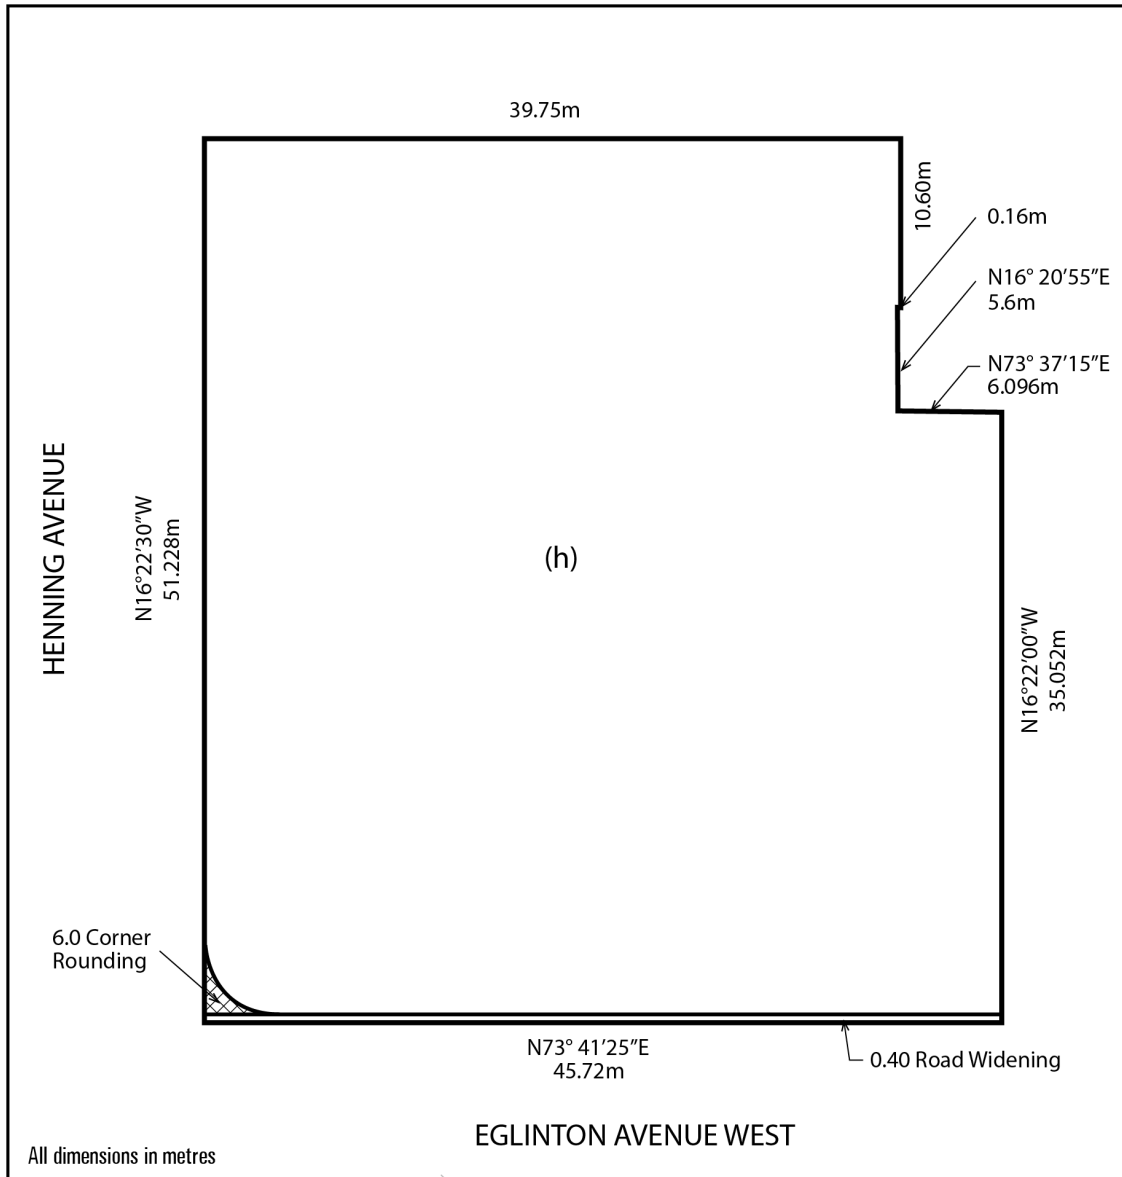 39.75m
10.60m
0.16m
N16° 20’55”E
5.6m
N73° 37’15”E
6.096m
HENNING AVENUE
N16°22’30”W
51.228m
(h)
N16°22’00”W
35.052m
6.0 Corner
Rounding
N73° 41’25”E
45.72m
0.40 Road Widening
EGLINTON AVENUE WEST
All dimensions in metres